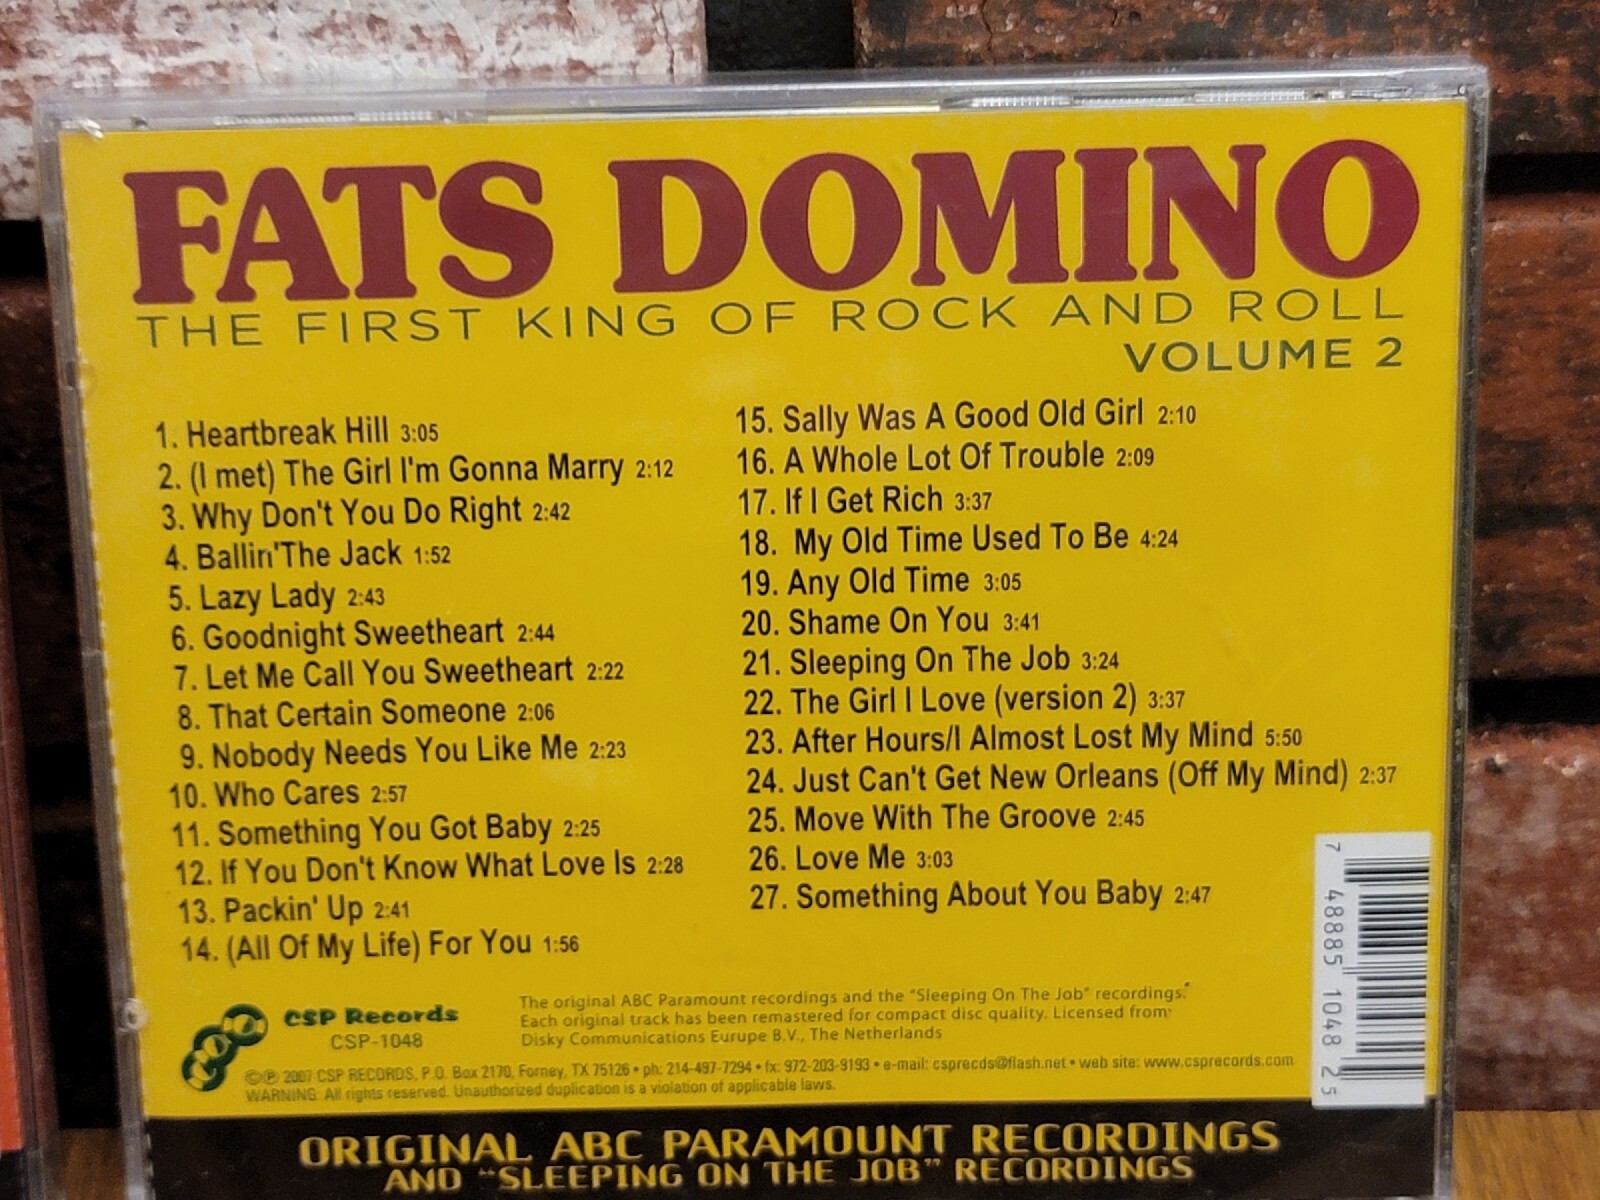 FATS DOMINO
THE FIRST KING OF ROCK AND ROLL
VOLUME 2
1. Heartbreak Hill 3:05
2. (I met) The Girl I'm Gonna Marry 2:12
3. Why Don't You Do Right 2:42
4. Ballin'The Jack 1:52
5. Lazy Lady 2:43
6. Goodnight Sweetheart 2:44
7. Let Me Call You Sweetheart 2:22
8. That Certain Someone 2:06
9. Nobody Needs You Like Me 2:23
10. Who Cares 2:57
11. Something You Got Baby 2:25
12. If You Don't Know What Love Is 2:28
13. Packin' Up 2:41
14. (All Of My Life) For You 1:56
15. Sally Was A Good Old Girl 2:10
16. A Whole Lot Of Trouble 2:09
17. If I Get Rich 3:37
18. My Old Time Used To Be 4:24
19. Any Old Time 3:05
20. Shame On You 3:41
21. Sleeping On The Job 3:24
22. The Girl I Love (version 2) 3:37
23. After Hours/I Almost Lost My Mind 5:50
24. Just Can't Get New Orleans (Off My Mind) 2:37
25. Move With The Groove 2:45
26. Love Me 3:03
27. Something About You Baby 2:47
7 48885 1048 25
CSP Records
CSP-1048
The original ABC Paramount recordings and the "Sleeping On The Job" recordings.
Each original track has been remastered for compact disc quality. Licensed from
Disky Communications Eurupe B.V., The Netherlands
©℗ 2007 CSP RECORDS, P.O. Box 2170, Forney, TX 75126 • ph: 214-497-7294 • fx: 972-203-9193 • e-mail: csprecds@flash.net • web site: www.csprecords.com
WARNING: All rights reserved. Unauthorized duplication is a violation of applicable laws.
ORIGINAL ABC PARAMOUNT RECORDINGS
AND "SLEEPING ON THE JOB" RECORDINGS